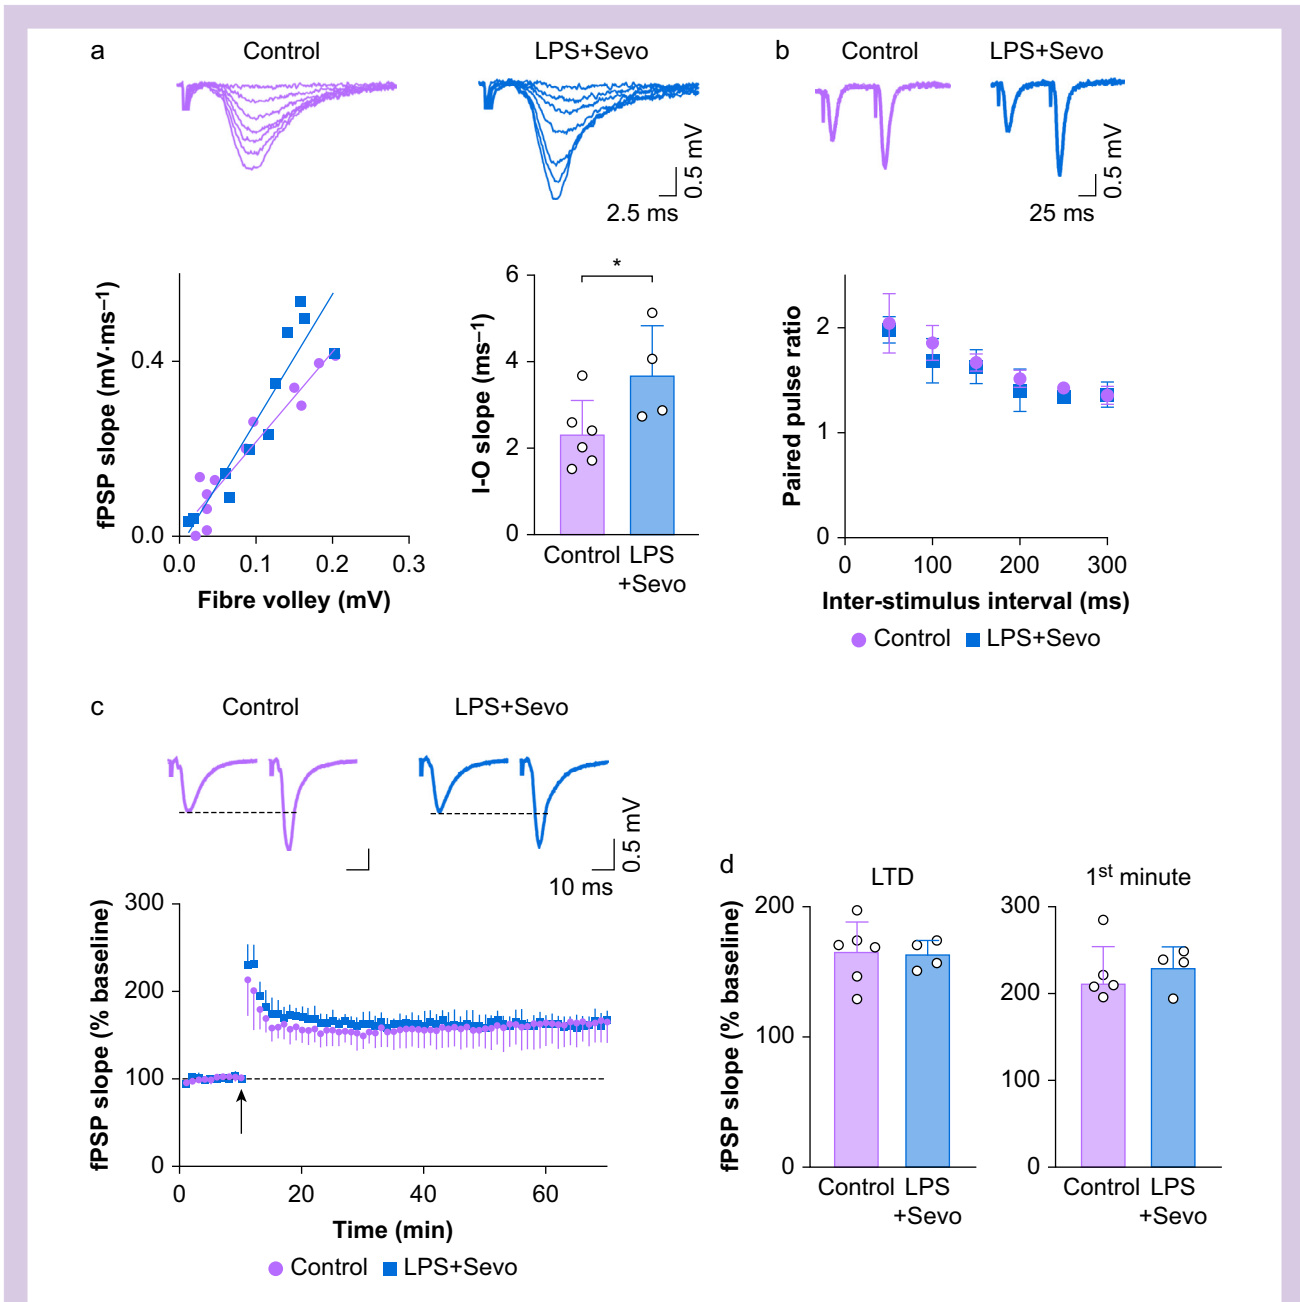 a
Control
LPS+Sevo
0.5 mV
2.5 ms
b
Control
LPS+Sevo
0.5 mV
25 ms
fPSP slope (mV·ms−1)
0.4
0.0
0.0
0.1
0.2
0.3
Fibre volley (mV)
I-O slope (ms−1)
6
4
2
0
*
Control
LPS
+Sevo
Paired pulse ratio
2
1
0
0
100
200
300
Inter-stimulus interval (ms)
Control
LPS+Sevo
c
Control
LPS+Sevo
0.5 mV
10 ms
fPSP slope (% baseline)
300
200
100
0
0
20
40
60
Time (min)
Control
LPS+Sevo
d
LTD
fPSP slope (% baseline)
200
100
0
Control
LPS
+Sevo
1st minute
300
200
100
0
Control
LPS
+Sevo